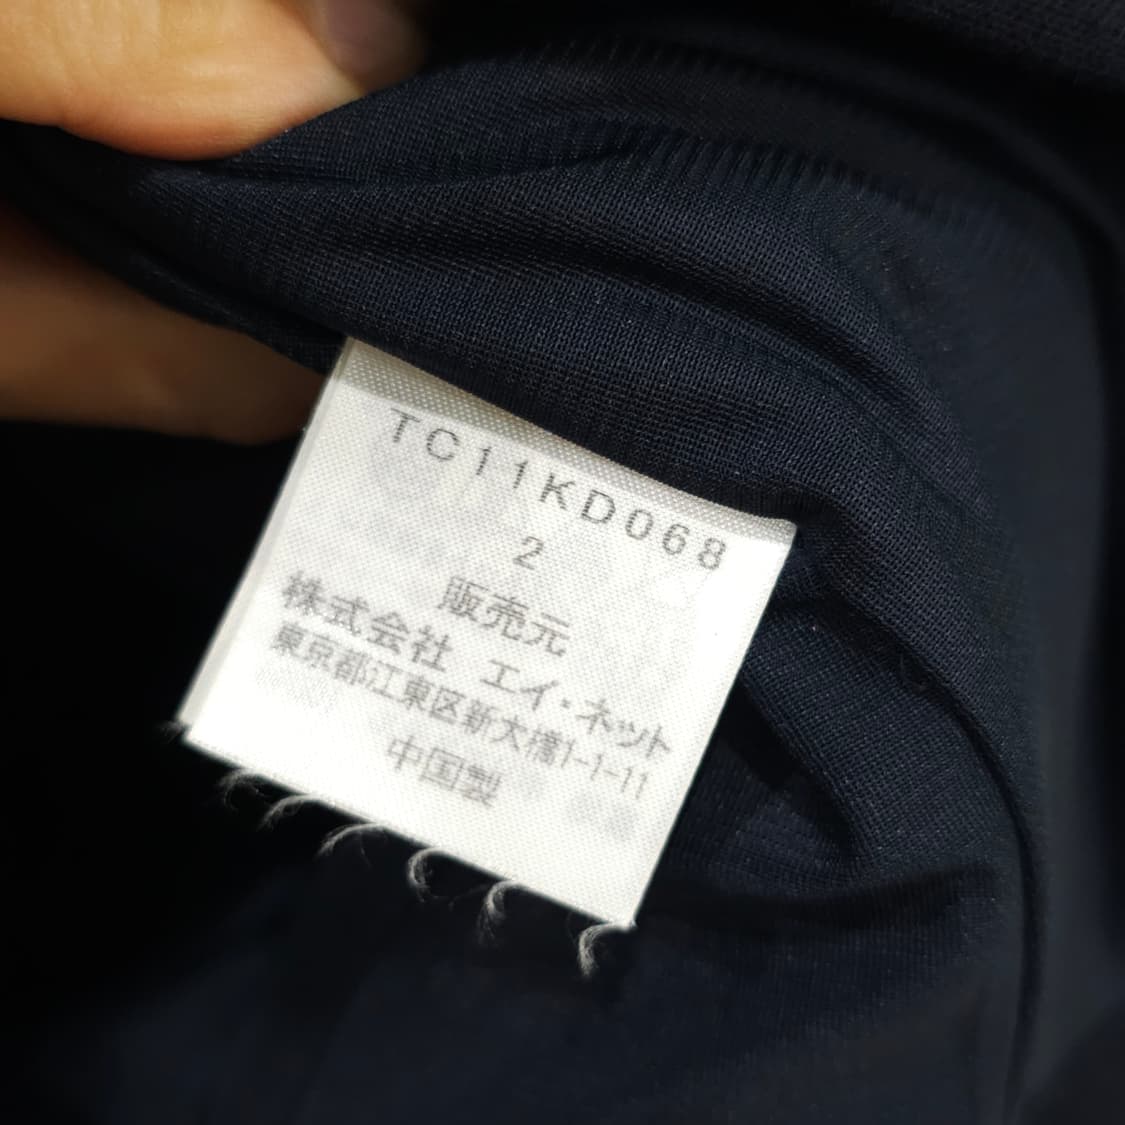 TC11KD068
2
販売元
株式会社 エイ・ネット
東京都江東区新大橋1-1-11
中国製